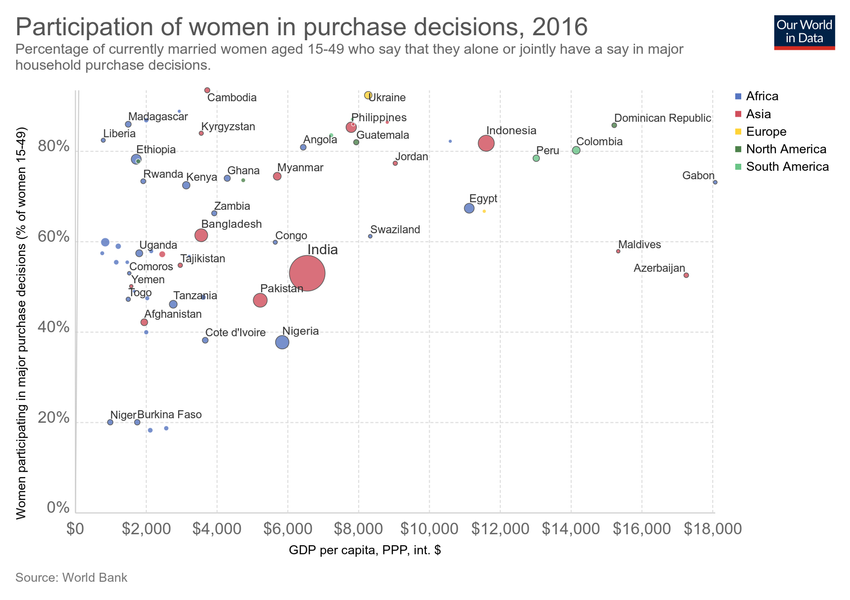 Participation of women in purchase decisions, 2016
Our World
in Data
Percentage of currently married women aged 15-49 who say that they alone or jointly have a say in major
household purchase decisions.
Africa
Asia
Europe
North America
South America
Women participating in major purchase decisions (% of women 15-49)
80%
60%
40%
20%
0%
Cambodia
Ukraine
Madagascar
Philippines
Dominican Republic
Liberia
Kyrgyzstan
Angola
Guatemala
Indonesia
Colombia
Ethiopia
Jordan
Peru
Rwanda
Kenya
Ghana
Myanmar
Gabon
Zambia
Egypt
Bangladesh
Congo
Swaziland
Uganda
India
Maldives
Comoros
Tajikistan
Azerbaijan
Yemen
Togo
Tanzania
Pakistan
Afghanistan
Cote d'Ivoire
Nigeria
Niger
Burkina Faso
$0
$2,000
$4,000
$6,000
$8,000
$10,000
$12,000
$14,000
$16,000
$18,000
GDP per capita, PPP, int. $
Source: World Bank